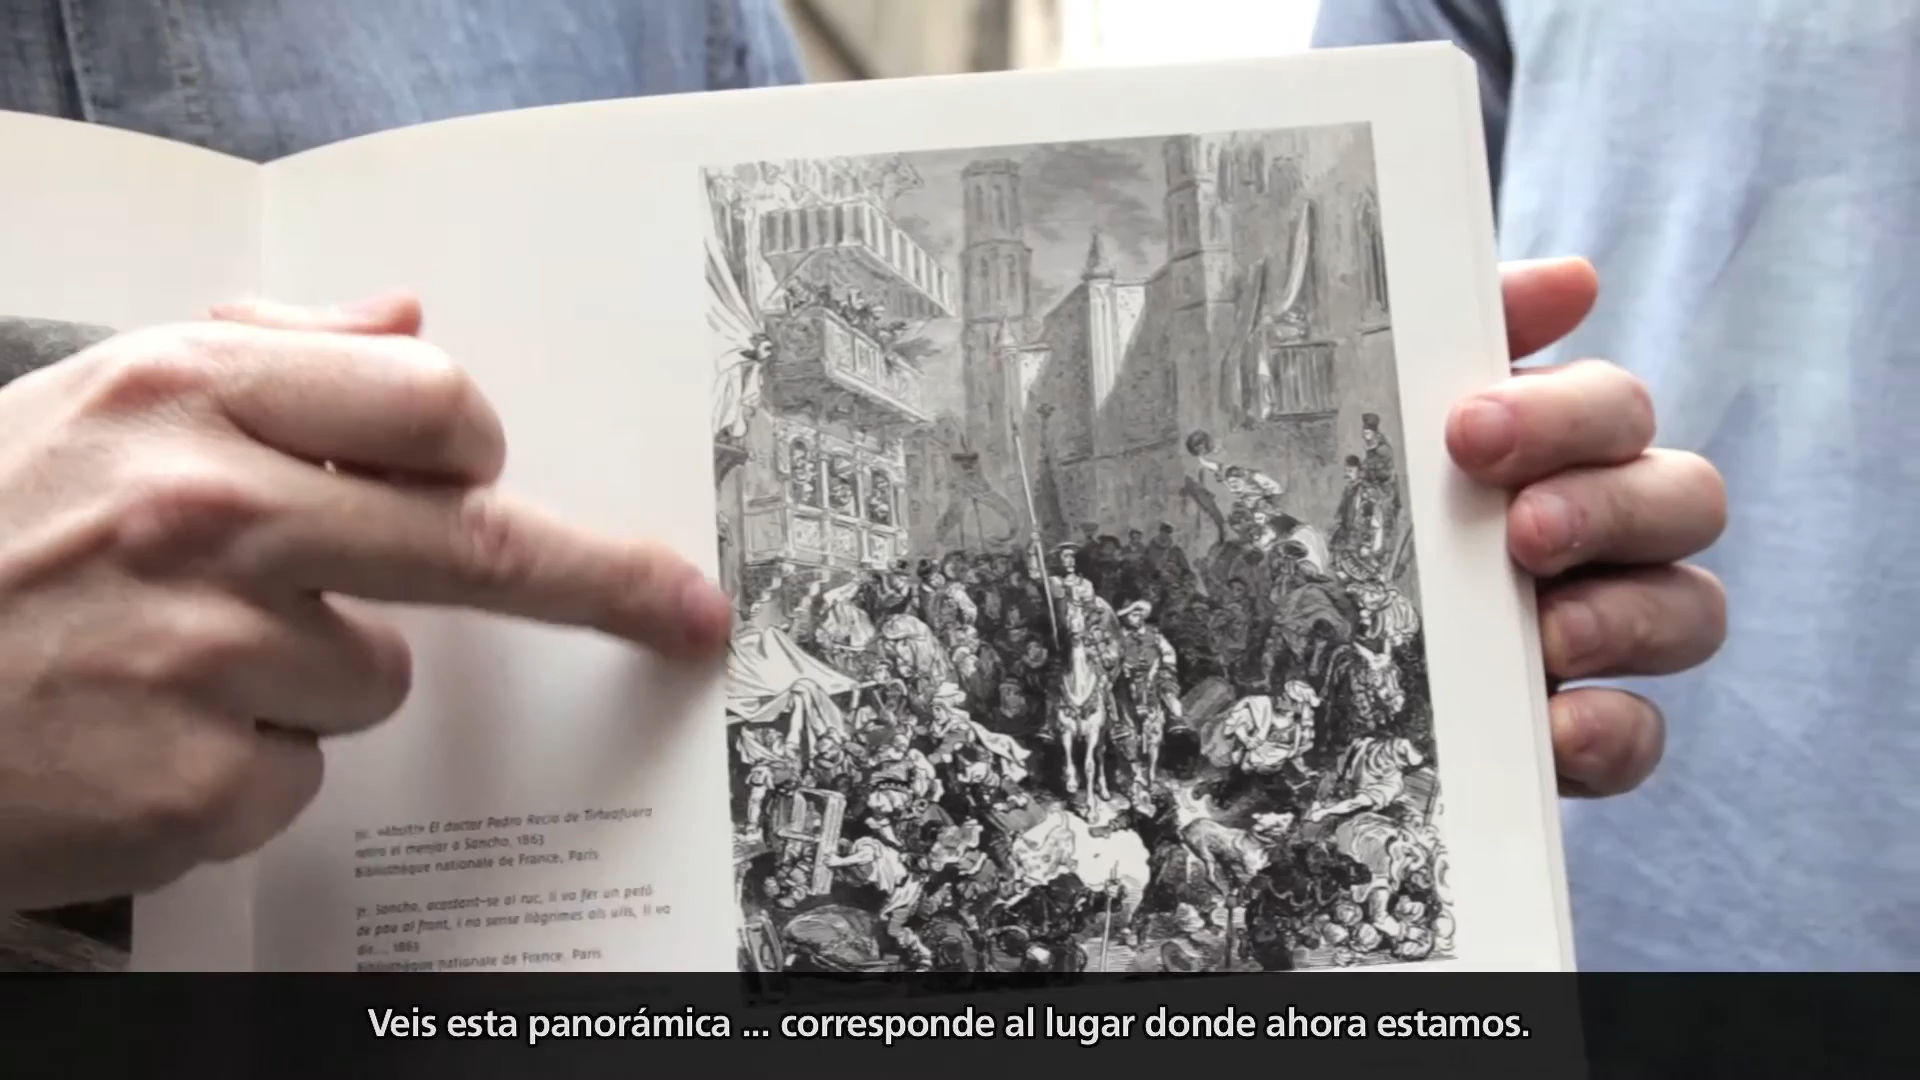 «Absit!» El doctor Pedro Recio de Tirteafuera
retira el menjar a Sancho, 1863
Bibliothèque nationale de France, París
Sancho, acostant-se al ruc, li va fer un petó
de pau al front, i no sense llàgrimes als ulls, li va
dir... 1863
Bibliothèque nationale de France, París
Veis esta panorámica ... corresponde al lugar donde ahora estamos.